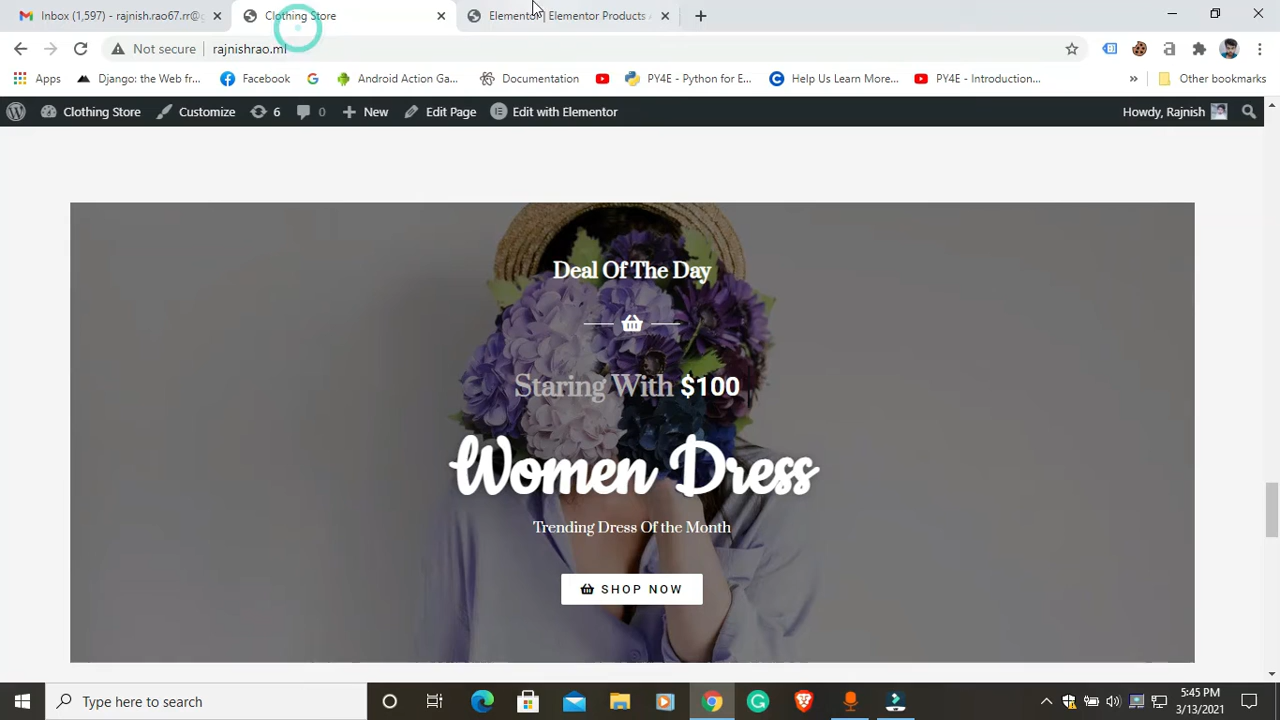 Inbox (1,597) - rajnish.rao67.rr@g
Clothing Store
Elementor | Elementor Products
Not secure
rajnishrao.ml
Apps
Django: the Web fr...
Facebook
Android Action Ga...
Documentation
PY4E - Python for E...
Help Us Learn More...
PY4E - Introduction...
»
Other bookmarks
Clothing Store
Customize
6
0
New
Edit Page
Edit with Elementor
Howdy, Rajnish
Deal Of The Day
Staring With $100
Women Dress
Trending Dress Of the Month
SHOP NOW
Type here to search
5:45 PM
3/13/2021